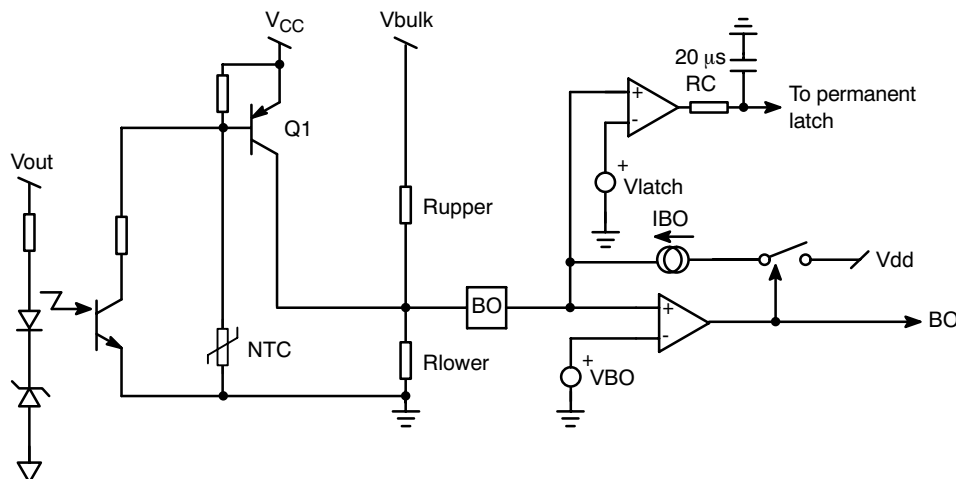 VCC
Vbulk
20 μs
RC
To permanent
latch
Q1
Vout
Vlatch
+
-
+
Rupper
IBO
Vdd
BO
+
-
BO
NTC
Rlower
+
VBO